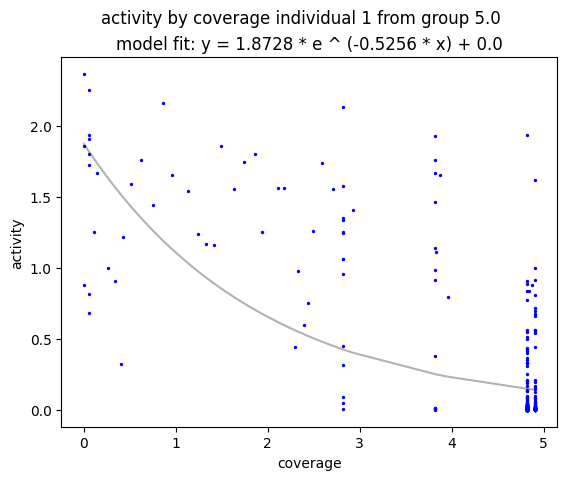 activity by coverage individual 1 from group 5.0
model fit: y = 1.8728 * e ^ (-0.5256 * x) + 0.0
2.0
1.5
1.0
0.5
0.0
activity
0 1 2 3 4 5
coverage